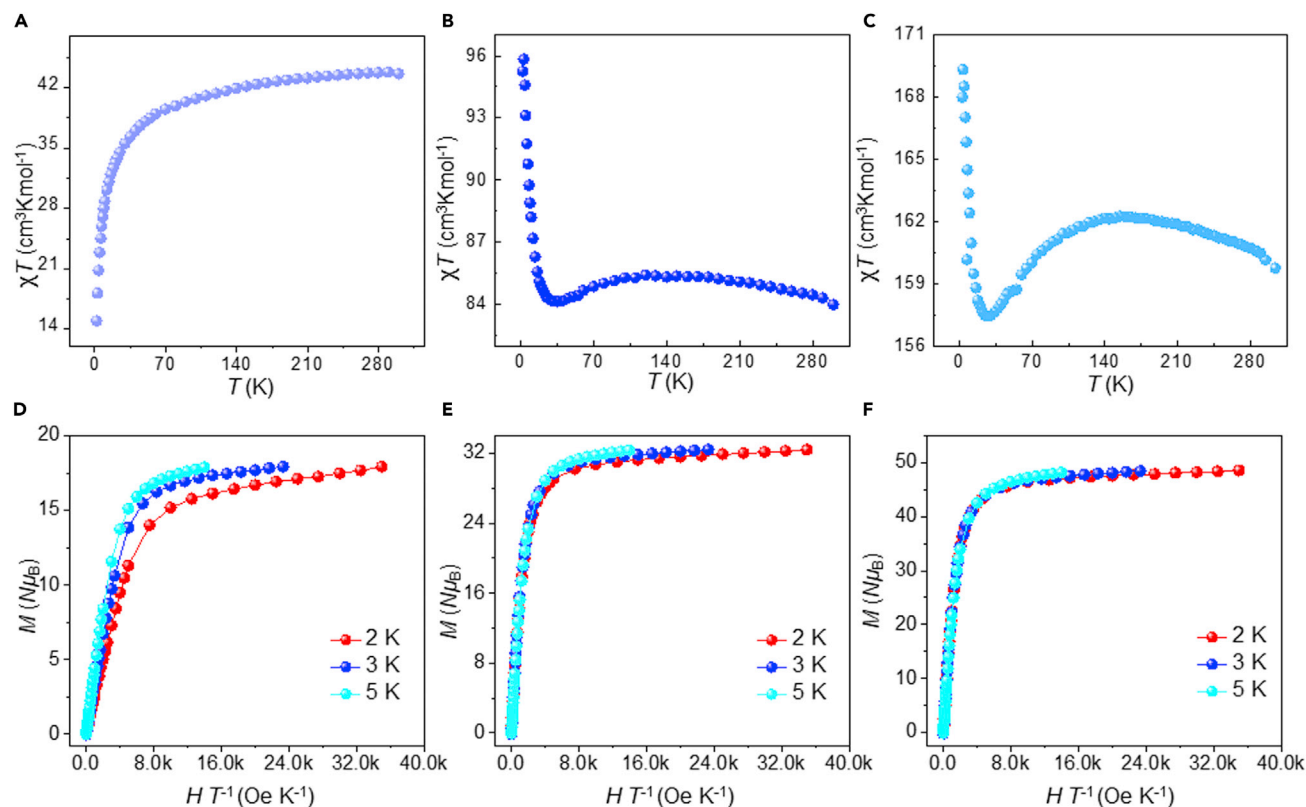 A
42
35
28
21
14
χT (cm³Kmol⁻¹)
0 70 140 210 280
T (K)
B
96
93
90
87
84
χT (cm³Kmol⁻¹)
0 70 140 210 280
T (K)
C
171
168
165
162
159
156
χT (cm³Kmol⁻¹)
0 70 140 210 280
T (K)
D
20
15
10
5
0
M (Nμ_B)
2 K
3 K
5 K
0.0 8.0k 16.0k 24.0k 32.0k 40.0k
H T⁻¹ (Oe K⁻¹)
E
32
24
16
8
0
M (Nμ_B)
2 K
3 K
5 K
0.0 8.0k 16.0k 24.0k 32.0k 40.0k
H T⁻¹ (Oe K⁻¹)
F
50
40
30
20
10
0
M (Nμ_B)
2 K
3 K
5 K
0.0 8.0k 16.0k 24.0k 32.0k 40.0k
H T⁻¹ (Oe K⁻¹)